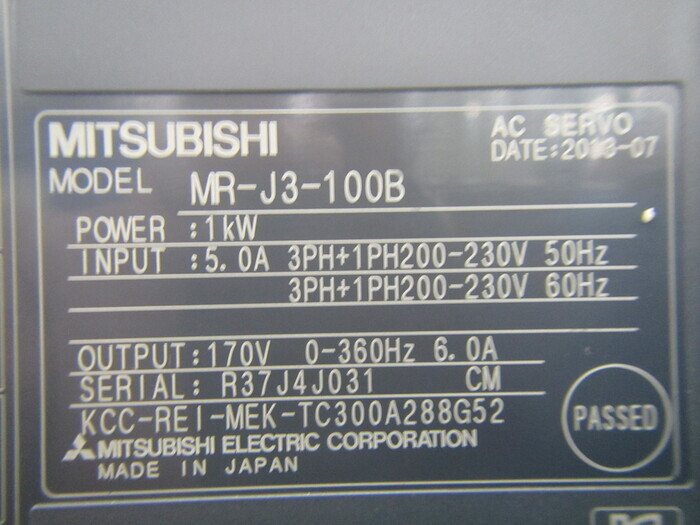 MITSUBISHI
AC SERVO
DATE:2013-07
MODEL MR-J3-100B
POWER :1kW
INPUT :5.0A 3PH+1PH200-230V 50Hz
3PH+1PH200-230V 60Hz
OUTPUT:170V 0-360Hz 6.0A
SERIAL: R37J4J031 CM
KCC-REI-MEK-TC300A288G52
PASSED
MITSUBISHI ELECTRIC CORPORATION
MADE IN JAPAN